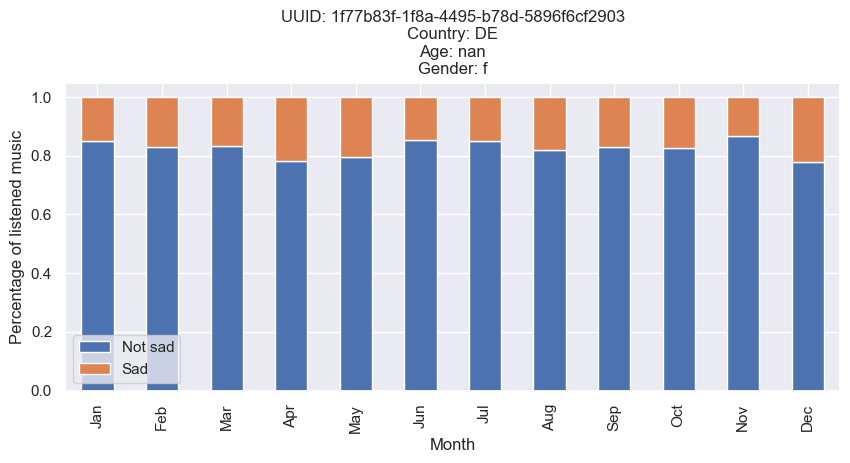 UUID: 1f77b83f-1f8a-4495-b78d-5896f6cf2903
Country: DE
Age: nan
Gender: f
Percentage of listened music
1.0
0.8
0.6
0.4
0.2
0.0
Not sad
Sad
Jan
Feb
Mar
Apr
May
Jun
Jul
Aug
Sep
Oct
Nov
Dec
Month